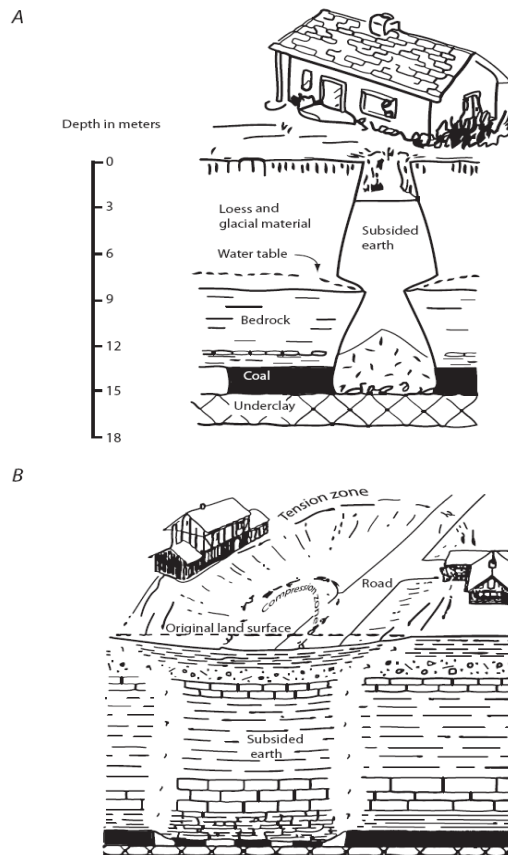 A
Depth in meters
0
3
6
9
12
15
18
Loess and
glacial material
Water table
Subsided
earth
Bedrock
Coal
Underclay
B
Tension zone
Road
Compression zone
Original land surface
Subsided
earth